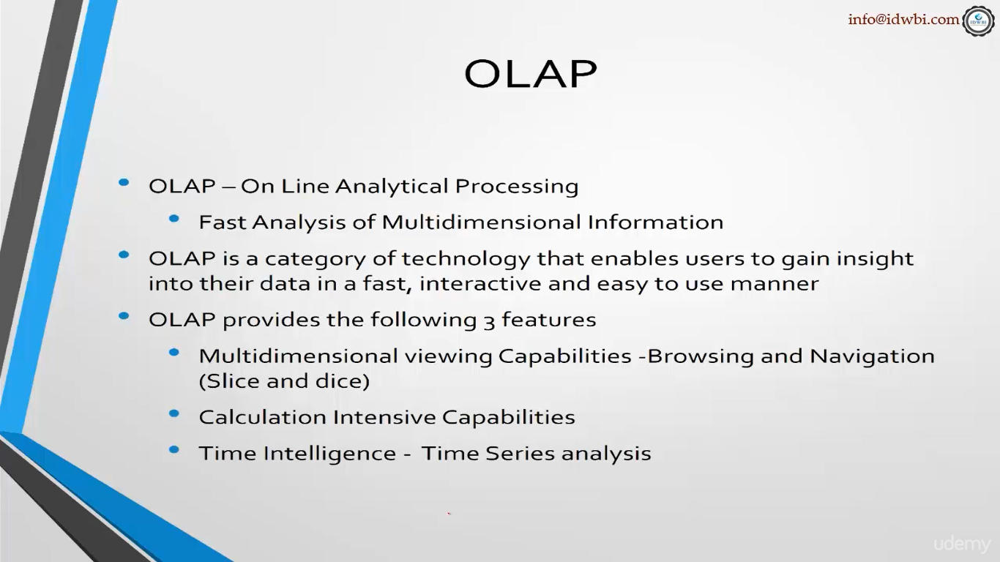 info@idwbi.com
IDWBI
OLAP
• OLAP – On Line Analytical Processing
• Fast Analysis of Multidimensional Information
• OLAP is a category of technology that enables users to gain insight
into their data in a fast, interactive and easy to use manner
• OLAP provides the following 3 features
• Multidimensional viewing Capabilities -Browsing and Navigation
(Slice and dice)
• Calculation Intensive Capabilities
• Time Intelligence - Time Series analysis
udemy